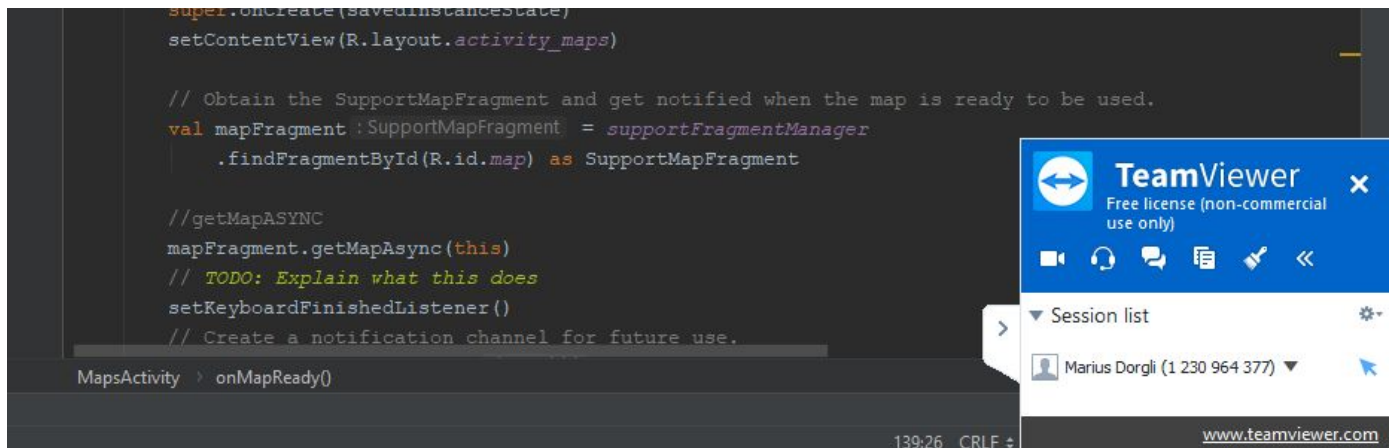 super.onCreate(savedInstanceState)
setContentView(R.layout.activity_maps)
// Obtain the SupportMapFragment and get notified when the map is ready to be used.
val mapFragment : SupportMapFragment = supportFragmentManager
.findFragmentById(R.id.map) as SupportMapFragment
//getMapASYNC
mapFragment.getMapAsync(this)
// TODO: Explain what this does
setKeyboardFinishedListener()
// Create a notification channel for future use.
MapsActivity > onMapReady()
139:26 CRLF
TeamViewer
Free license (non-commercial
use only)
Session list
Marius Dorgli (1 230 964 377)
www.teamviewer.com